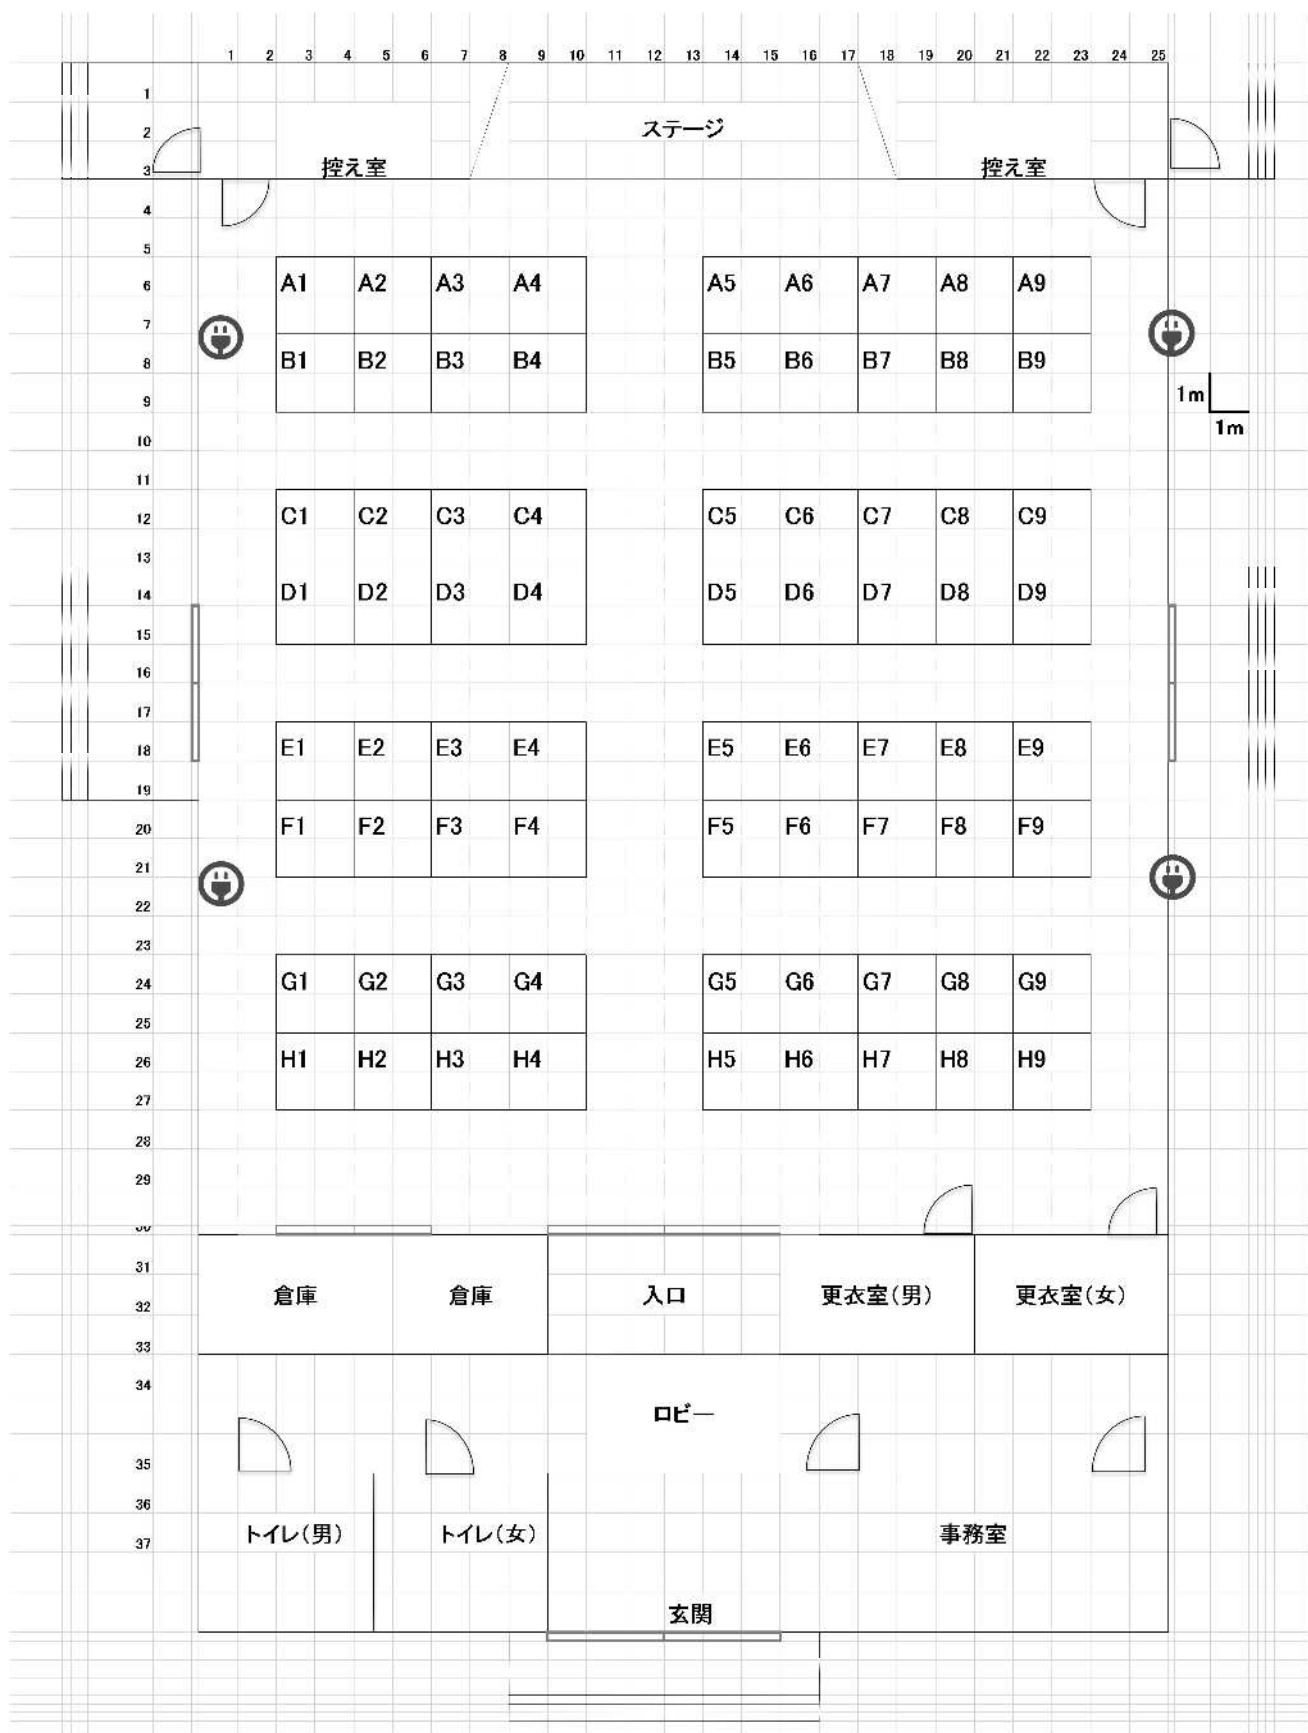 1 2 3 4 5 6 7 8 9 10 11 12 13 14 15 16 17 18 19 20 21 22 23 24 25
1
2 ステージ
3 控え室 控え室
4
5
6 A1 A2 A3 A4 A5 A6 A7 A8 A9
7
8 B1 B2 B3 B4 B5 B6 B7 B8 B9
1m
9
1m
10
11
12 C1 C2 C3 C4 C5 C6 C7 C8 C9
13
14 D1 D2 D3 D4 D5 D6 D7 D8 D9
15
16
17
18 E1 E2 E3 E4 E5 E6 E7 E8 E9
19
20 F1 F2 F3 F4 F5 F6 F7 F8 F9
21
22
23
24 G1 G2 G3 G4 G5 G6 G7 G8 G9
25
26 H1 H2 H3 H4 H5 H6 H7 H8 H9
27
28
29
31
倉庫 倉庫 入口 更衣室(男) 更衣室(女)
32
33
34
ロビー
35
36
トイレ(男) トイレ(女) 事務室
37
玄関